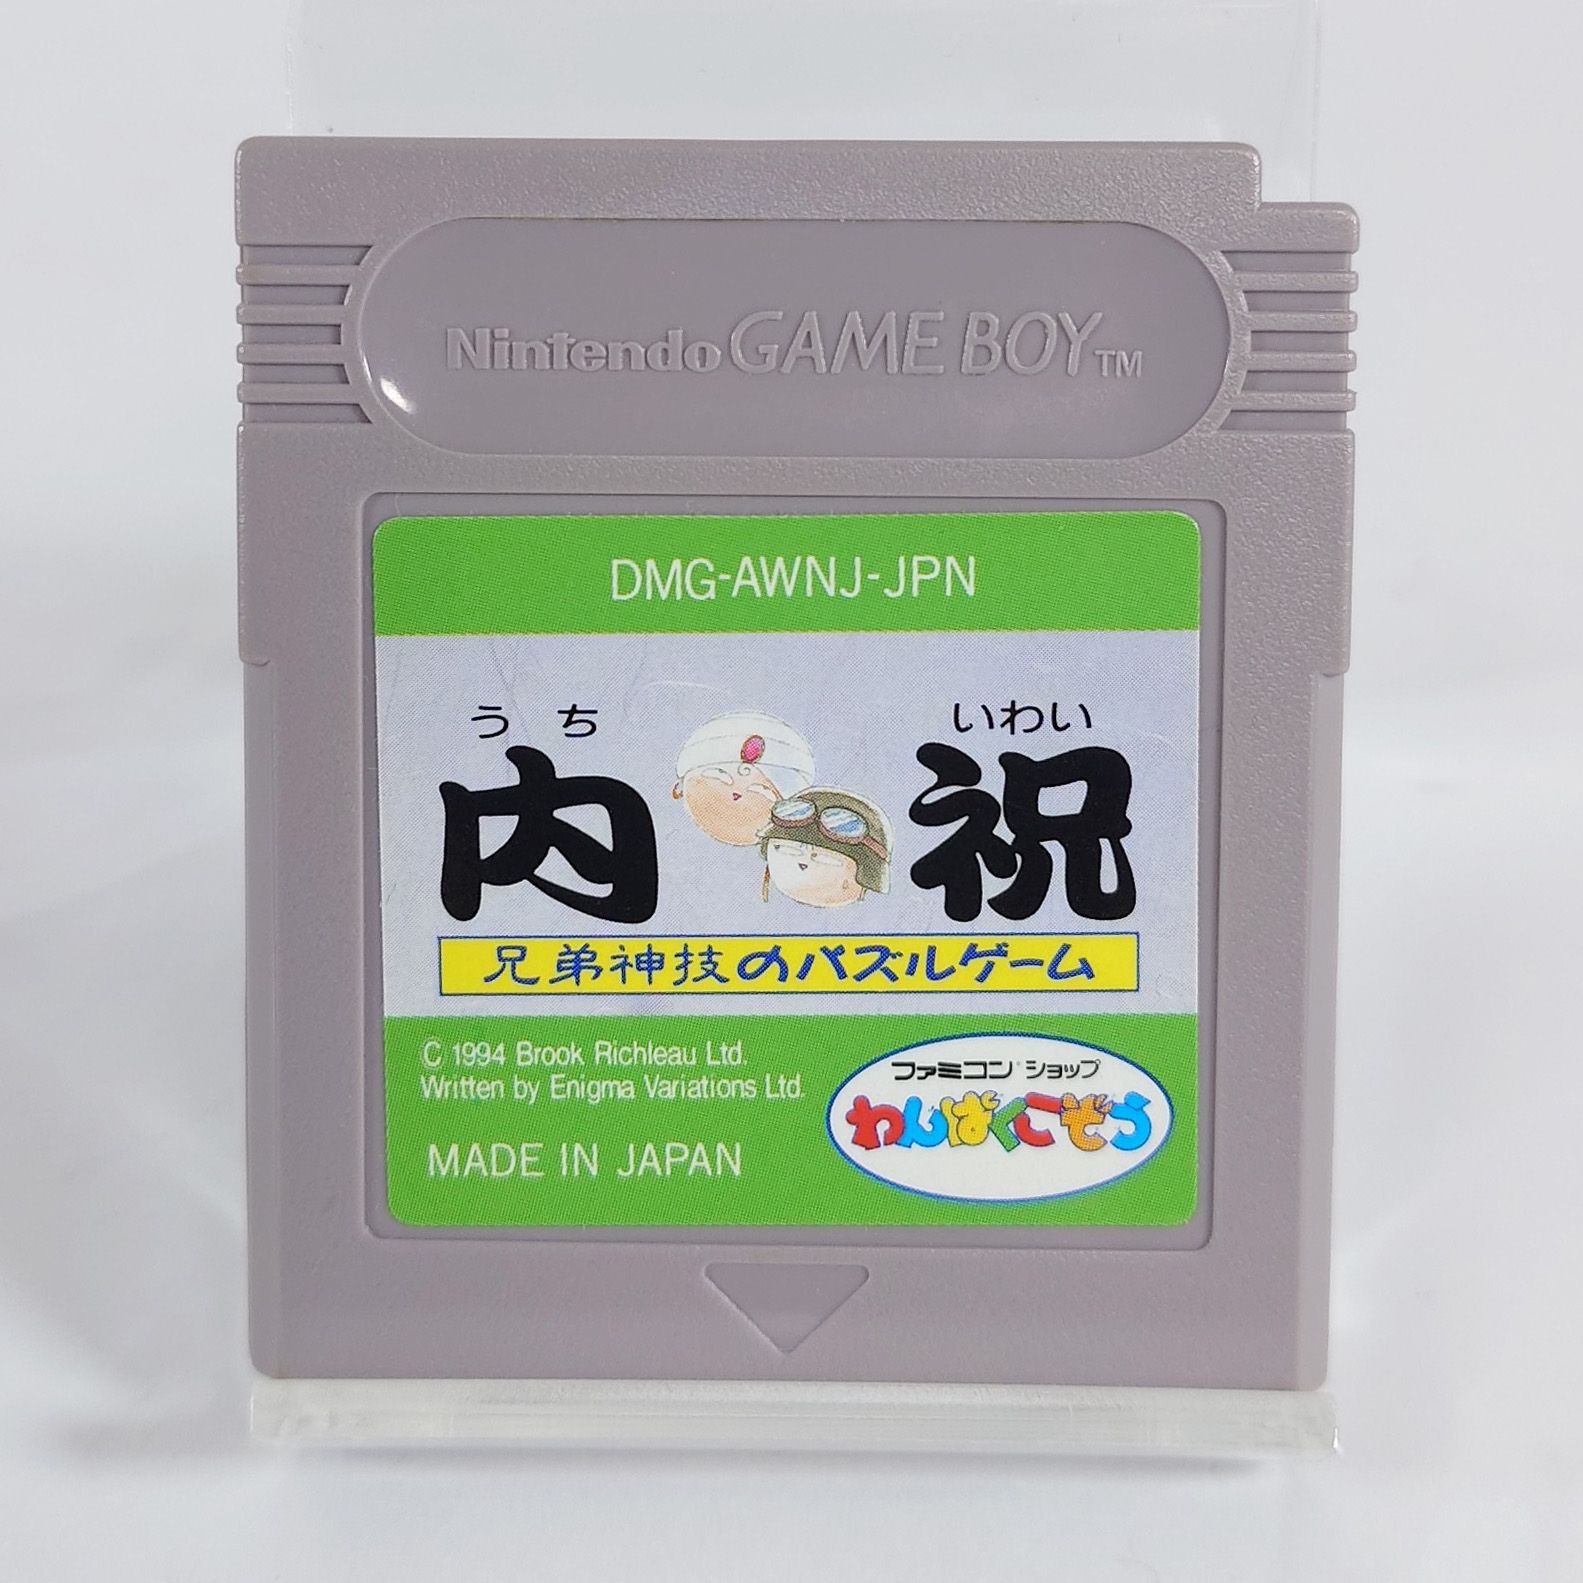 Nintendo GAME BOY TM
DMG-AWNJ-JPN
うち いわい
内祝
兄弟神技のパズルゲーム
C 1994 Brook Richleau Ltd.
Written by Enigma Variations Ltd.
MADE IN JAPAN
ファミコン®ショップ
わんぱくこぞう